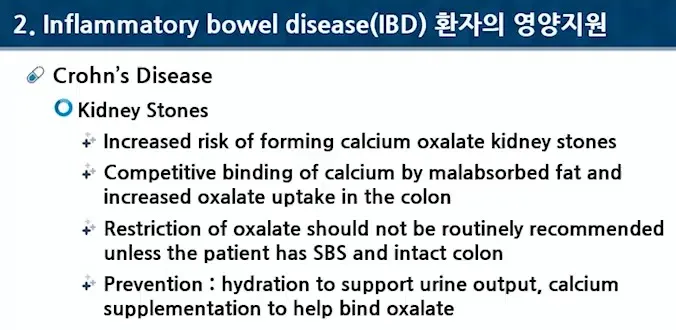 2. Inflammatory bowel disease(IBD) 환자의 영양지원
Crohn's Disease
Kidney Stones
Increased risk of forming calcium oxalate kidney stones
Competitive binding of calcium by malabsorbed fat and
increased oxalate uptake in the colon
Restriction of oxalate should not be routinely recommended
unless the patient has SBS and intact colon
Prevention : hydration to support urine output, calcium
supplementation to help bind oxalate